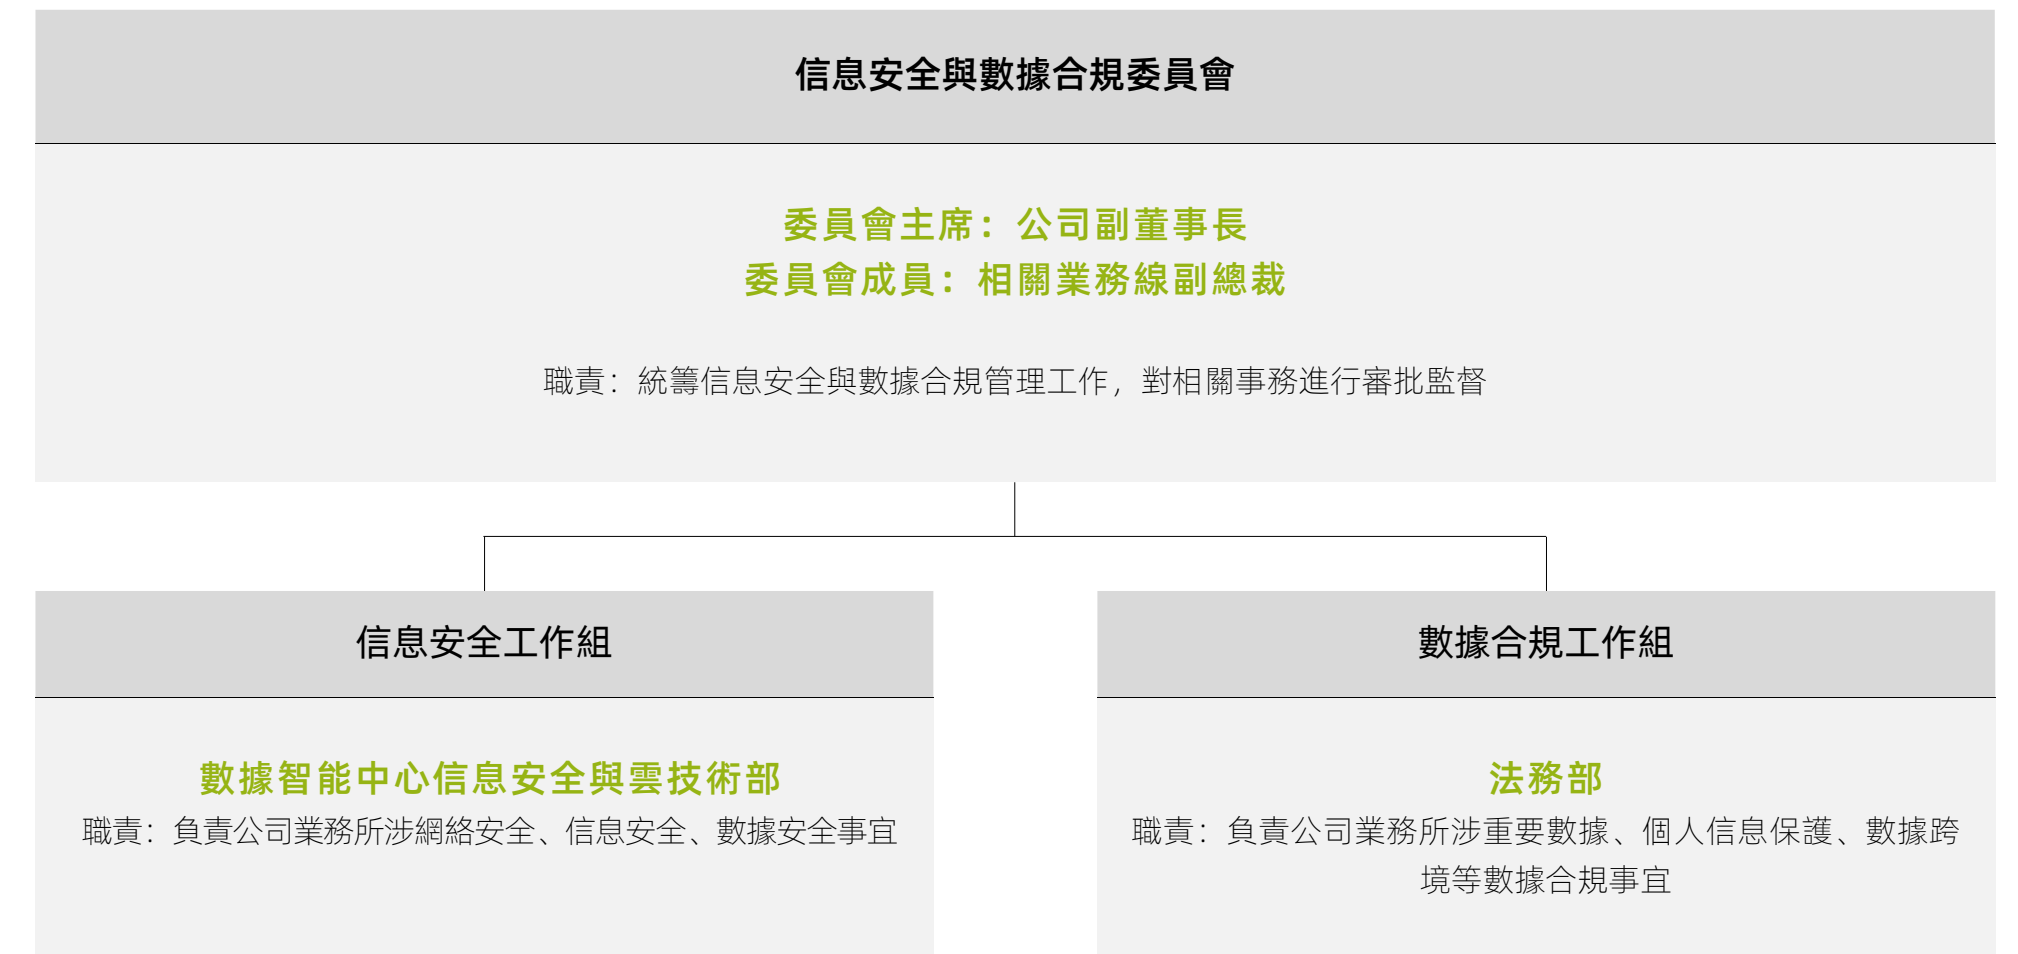 信息安全與數據合規委員會
委員會主席：公司副董事長
委員會成員：相關業務線副總裁
職責：統籌信息安全與數據合規管理工作，對相關事務進行審批監督
信息安全工作組
數據智能中心信息安全與雲技術部
職責：負責公司業務所涉網絡安全、信息安全、數據安全事宜
數據合規工作組
法務部
職責：負責公司業務所涉重要數據、個人信息保護、數據跨
境等數據合規事宜